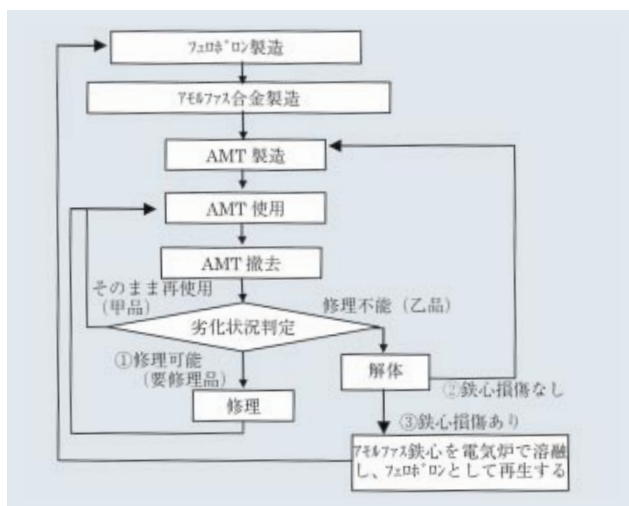 ﾌｪﾛﾎﾞﾛﾝ製造
ｱﾓﾙﾌｧｽ合金製造
AMT 製造
AMT 使用
AMT 撤去
そのまま再使用
（甲品）
修理不能（乙品）
劣化状況判定
①修理可能
（要修理品）
解体
②鉄心損傷なし
修理
③鉄心損傷あり
ｱﾓﾙﾌｧｽ鉄心を電気炉で溶融
し、ﾌｪﾛﾎﾞﾛﾝとして再生する